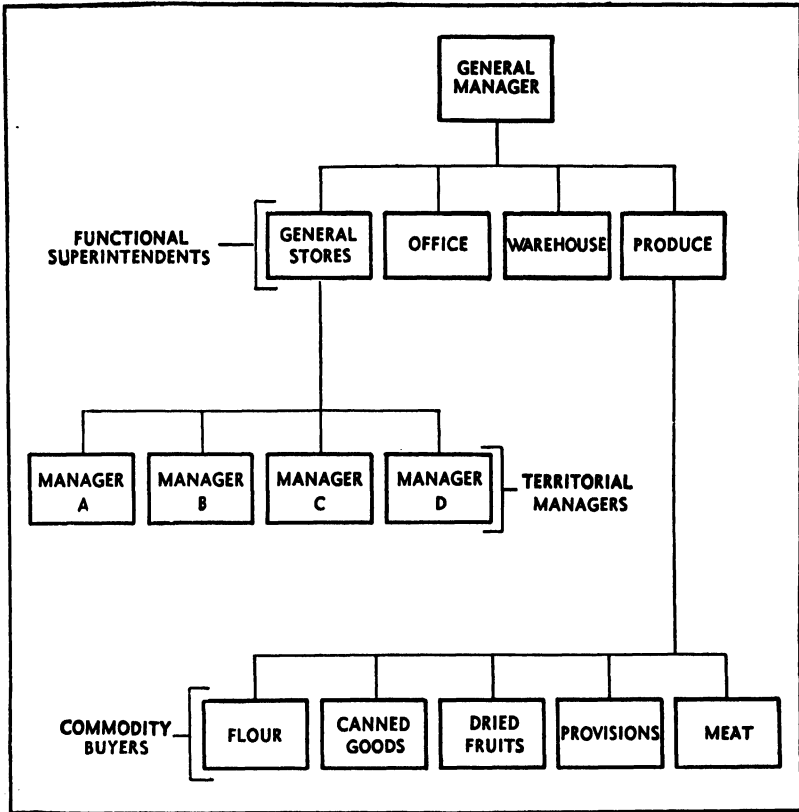 GENERAL
MANAGER
FUNCTIONAL
SUPERINTENDENTS
GENERAL
STORES
OFFICE
WAREHOUSE
PRODUCE
MANAGER
A
MANAGER
B
MANAGER
C
MANAGER
D
TERRITORIAL
MANAGERS
COMMODITY
BUYERS
FLOUR
CANNED
GOODS
DRIED
FRUITS
PROVISIONS
MEAT